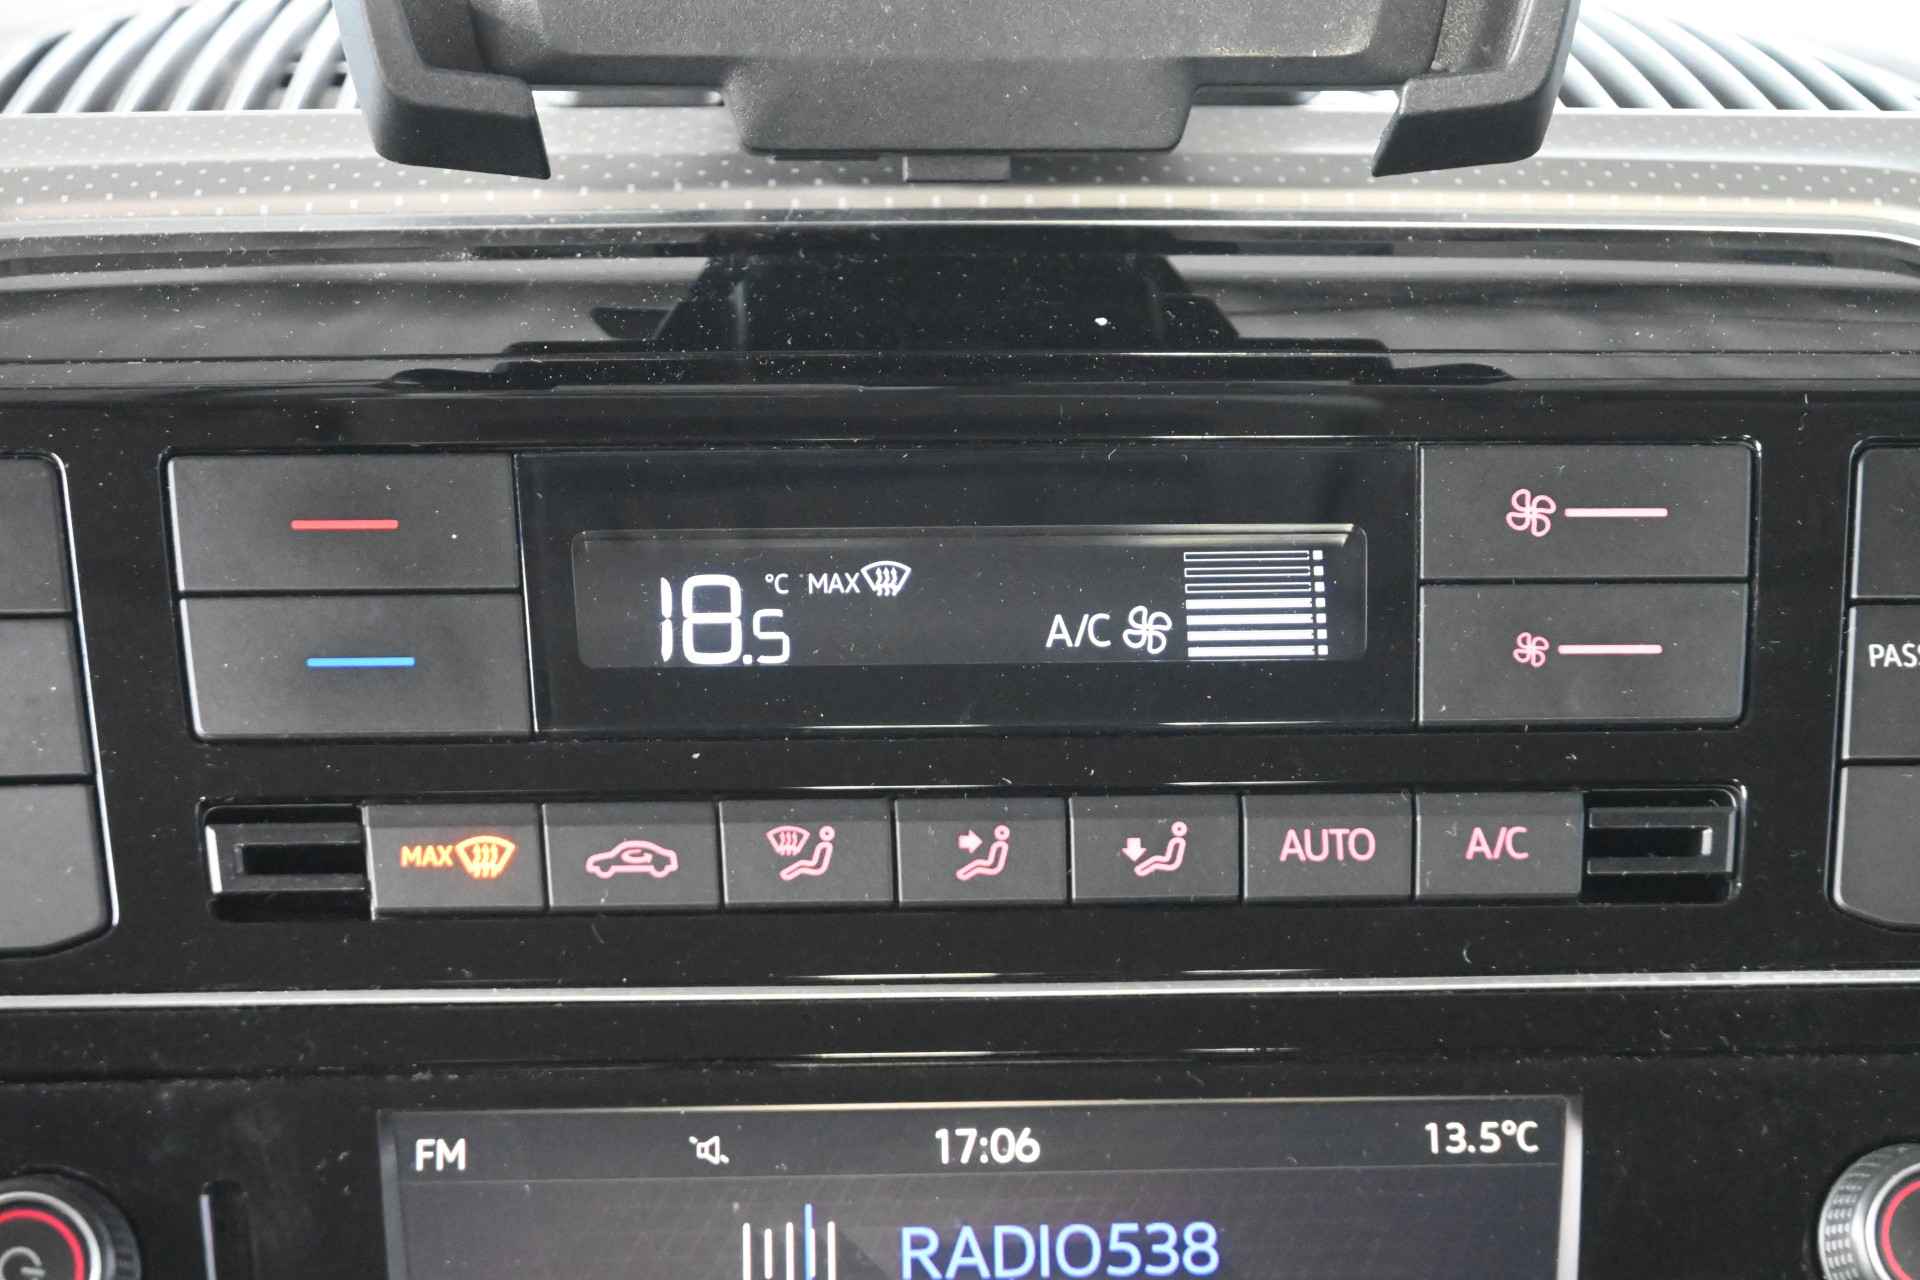 18.5 °C MAX
A/C
PASS
MAX AUTO A/C
FM 17:06 13.5°C
RADIO538